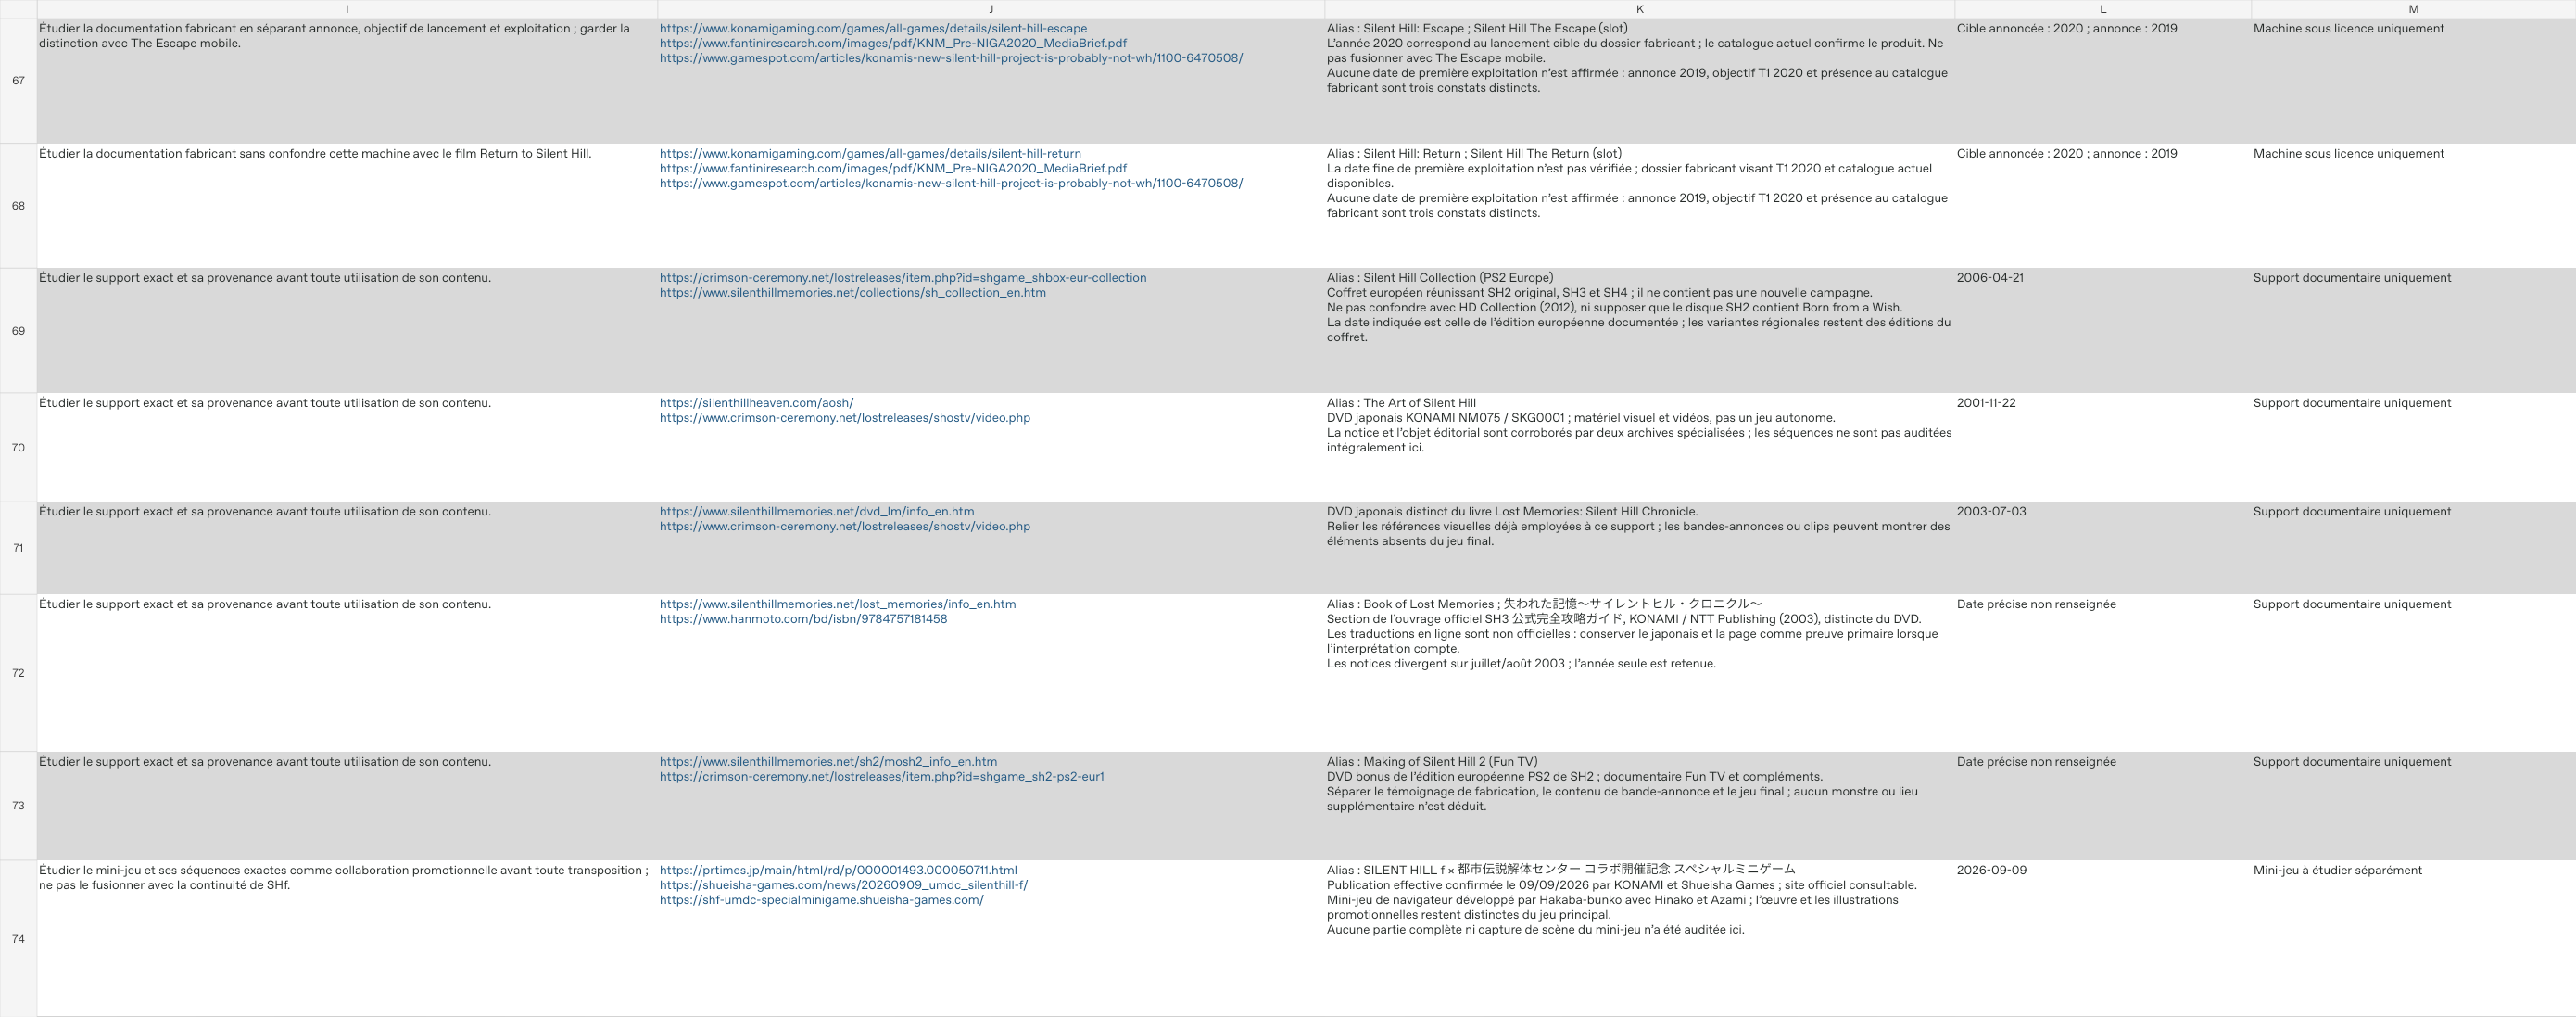 I J K L M
67
Étudier la documentation fabricant en séparant annonce, objectif de lancement et exploitation ; garder la
distinction avec The Escape mobile.
https://www.konamigaming.com/games/all-games/details/silent-hill-escape
https://www.fantiniresearch.com/images/pdf/KNM_Pre-NIGA2020_MediaBrief.pdf
https://www.gamespot.com/articles/konamis-new-silent-hill-project-is-probably-not-wh/1100-6470508/
Alias : Silent Hill: Escape ; Silent Hill The Escape (slot)
L’année 2020 correspond au lancement cible du dossier fabricant ; le catalogue actuel confirme le produit. Ne
pas fusionner avec The Escape mobile.
Aucune date de première exploitation n’est affirmée : annonce 2019, objectif T1 2020 et présence au catalogue
fabricant sont trois constats distincts.
Cible annoncée : 2020 ; annonce : 2019
Machine sous licence uniquement
68
Étudier la documentation fabricant sans confondre cette machine avec le film Return to Silent Hill.
https://www.konamigaming.com/games/all-games/details/silent-hill-return
https://www.fantiniresearch.com/images/pdf/KNM_Pre-NIGA2020_MediaBrief.pdf
https://www.gamespot.com/articles/konamis-new-silent-hill-project-is-probably-not-wh/1100-6470508/
Alias : Silent Hill: Return ; Silent Hill The Return (slot)
La date fine de première exploitation n’est pas vérifiée ; dossier fabricant visant T1 2020 et catalogue actuel
disponibles.
Aucune date de première exploitation n’est affirmée : annonce 2019, objectif T1 2020 et présence au catalogue
fabricant sont trois constats distincts.
Cible annoncée : 2020 ; annonce : 2019
Machine sous licence uniquement
69
Étudier le support exact et sa provenance avant toute utilisation de son contenu.
https://crimson-ceremony.net/lostreleases/item.php?id=shgame_shbox-eur-collection
https://www.silenthillmemories.net/collections/sh_collection_en.htm
Alias : Silent Hill Collection (PS2 Europe)
Coffret européen réunissant SH2 original, SH3 et SH4 ; il ne contient pas une nouvelle campagne.
Ne pas confondre avec HD Collection (2012), ni supposer que le disque SH2 contient Born from a Wish.
La date indiquée est celle de l’édition européenne documentée ; les variantes régionales restent des éditions du
coffret.
2006-04-21
Support documentaire uniquement
70
Étudier le support exact et sa provenance avant toute utilisation de son contenu.
https://silenthillheaven.com/aosh/
https://www.crimson-ceremony.net/lostreleases/shostv/video.php
Alias : The Art of Silent Hill
DVD japonais KONAMI NM075 / SKG0001 ; matériel visuel et vidéos, pas un jeu autonome.
La notice et l’objet éditorial sont corroborés par deux archives spécialisées ; les séquences ne sont pas auditées
intégralement ici.
2001-11-22
Support documentaire uniquement
71
Étudier le support exact et sa provenance avant toute utilisation de son contenu.
https://www.silenthillmemories.net/dvd_lm/info_en.htm
https://www.crimson-ceremony.net/lostreleases/shostv/video.php
DVD japonais distinct du livre Lost Memories: Silent Hill Chronicle.
Relier les références visuelles déjà employées à ce support ; les bandes-annonces ou clips peuvent montrer des
éléments absents du jeu final.
2003-07-03
Support documentaire uniquement
72
Étudier le support exact et sa provenance avant toute utilisation de son contenu.
https://www.silenthillmemories.net/lost_memories/info_en.htm
https://www.hanmoto.com/bd/isbn/9784757181458
Alias : Book of Lost Memories ; 失われた記憶～サイレントヒル・クロニクル～
Section de l’ouvrage officiel SH3 公式完全攻略ガイド, KONAMI / NTT Publishing (2003), distincte du DVD.
Les traductions en ligne sont non officielles : conserver le japonais et la page comme preuve primaire lorsque
l’interprétation compte.
Les notices divergent sur juillet/août 2003 ; l’année seule est retenue.
Date précise non renseignée
Support documentaire uniquement
73
Étudier le support exact et sa provenance avant toute utilisation de son contenu.
https://www.silenthillmemories.net/sh2/mosh2_info_en.htm
https://crimson-ceremony.net/lostreleases/item.php?id=shgame_sh2-ps2-eur1
Alias : Making of Silent Hill 2 (Fun TV)
DVD bonus de l’édition européenne PS2 de SH2 ; documentaire Fun TV et compléments.
Séparer le témoignage de fabrication, le contenu de bande-annonce et le jeu final ; aucun monstre ou lieu
supplémentaire n’est déduit.
Date précise non renseignée
Support documentaire uniquement
74
Étudier le mini-jeu et ses séquences exactes comme collaboration promotionnelle avant toute transposition ;
ne pas le fusionner avec la continuité de SHf.
https://prtimes.jp/main/html/rd/p/000001493.000050711.html
https://shueisha-games.com/news/20260909_umdc_silenthill-f/
https://shf-umdc-specialminigame.shueisha-games.com/
Alias : SILENT HILL f × 都市伝説解体センター コラボ開催記念 スペシャルミニゲーム
Publication effective confirmée le 09/09/2026 par KONAMI et Shueisha Games ; site officiel consultable.
Mini-jeu de navigateur développé par Hakaba-bunko avec Hinako et Azami ; l’œuvre et les illustrations
promotionnelles restent distinctes du jeu principal.
Aucune partie complète ni capture de scène du mini-jeu n’a été auditée ici.
2026-09-09
Mini-jeu à étudier séparément